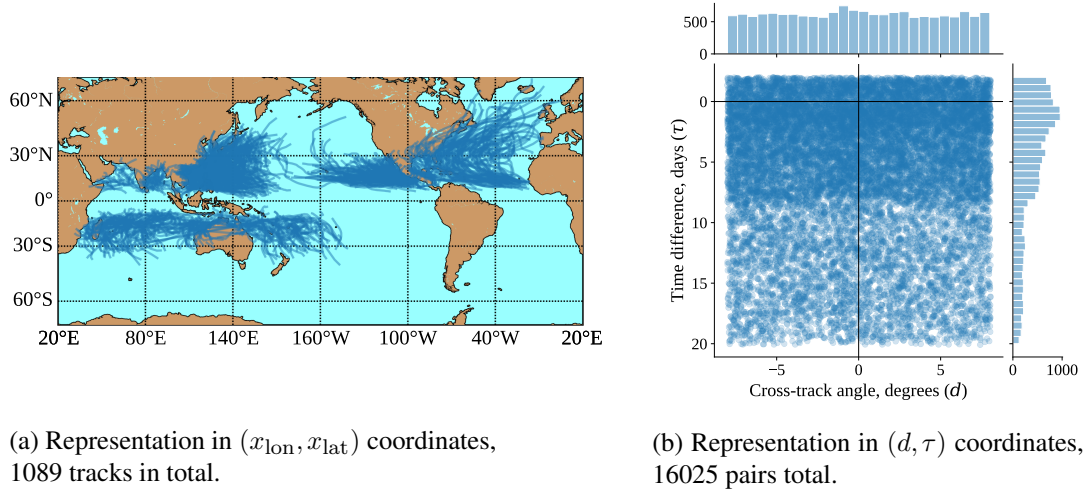 60°N
30°N
0°
30°S
60°S
20°E 80°E 140°E 160°W 100°W 40°W 20°E
(a) Representation in (x_lon, x_lat) coordinates,
1089 tracks in total.
500
0
0
5
10
15
20
Time difference, days (τ)
−5 0 5
Cross-track angle, degrees (d)
0 1000
(b) Representation in (d, τ) coordinates,
16025 pairs total.